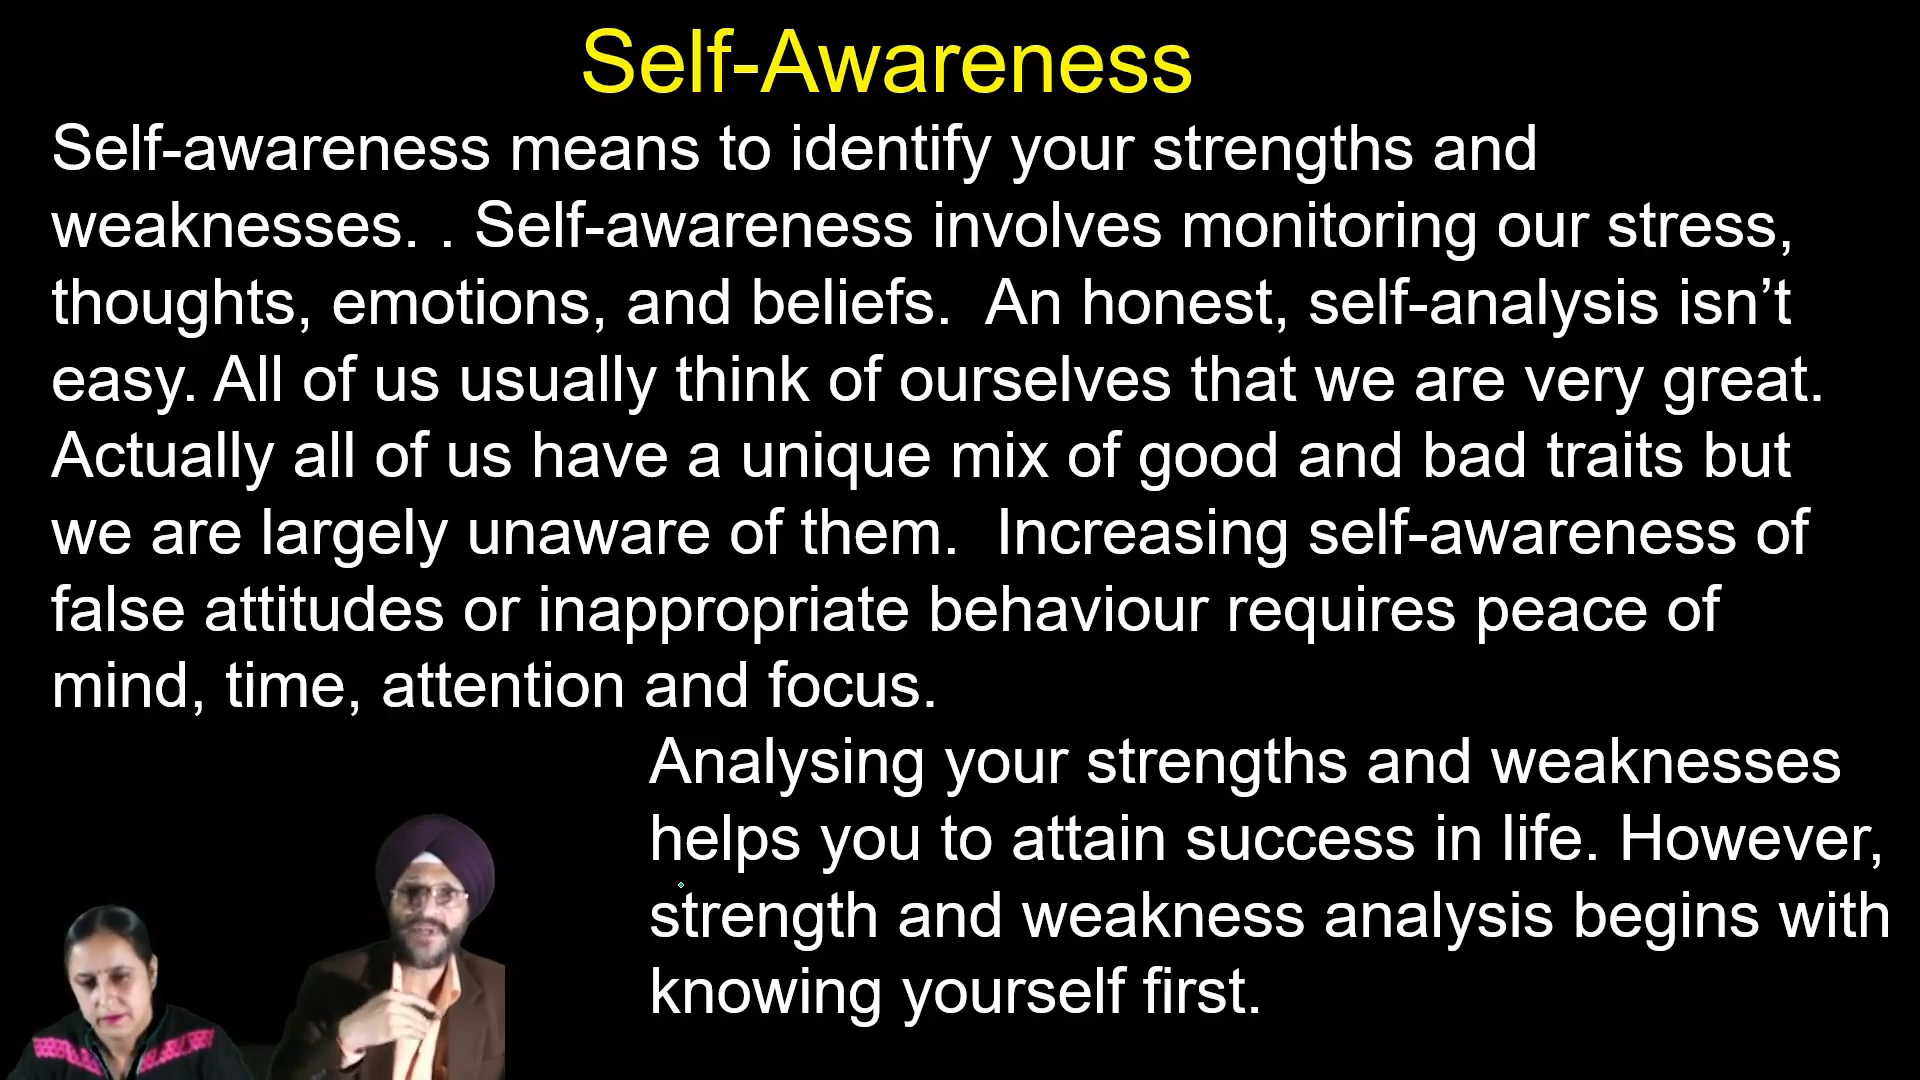 Self-Awareness
Self-awareness means to identify your strengths and
weaknesses. . Self-awareness involves monitoring our stress,
thoughts, emotions, and beliefs.  An honest, self-analysis isn’t
easy. All of us usually think of ourselves that we are very great.
Actually all of us have a unique mix of good and bad traits but
we are largely unaware of them.  Increasing self-awareness of
false attitudes or inappropriate behaviour requires peace of
mind, time, attention and focus.
Analysing your strengths and weaknesses
helps you to attain success in life. However,
strength and weakness analysis begins with
knowing yourself first.